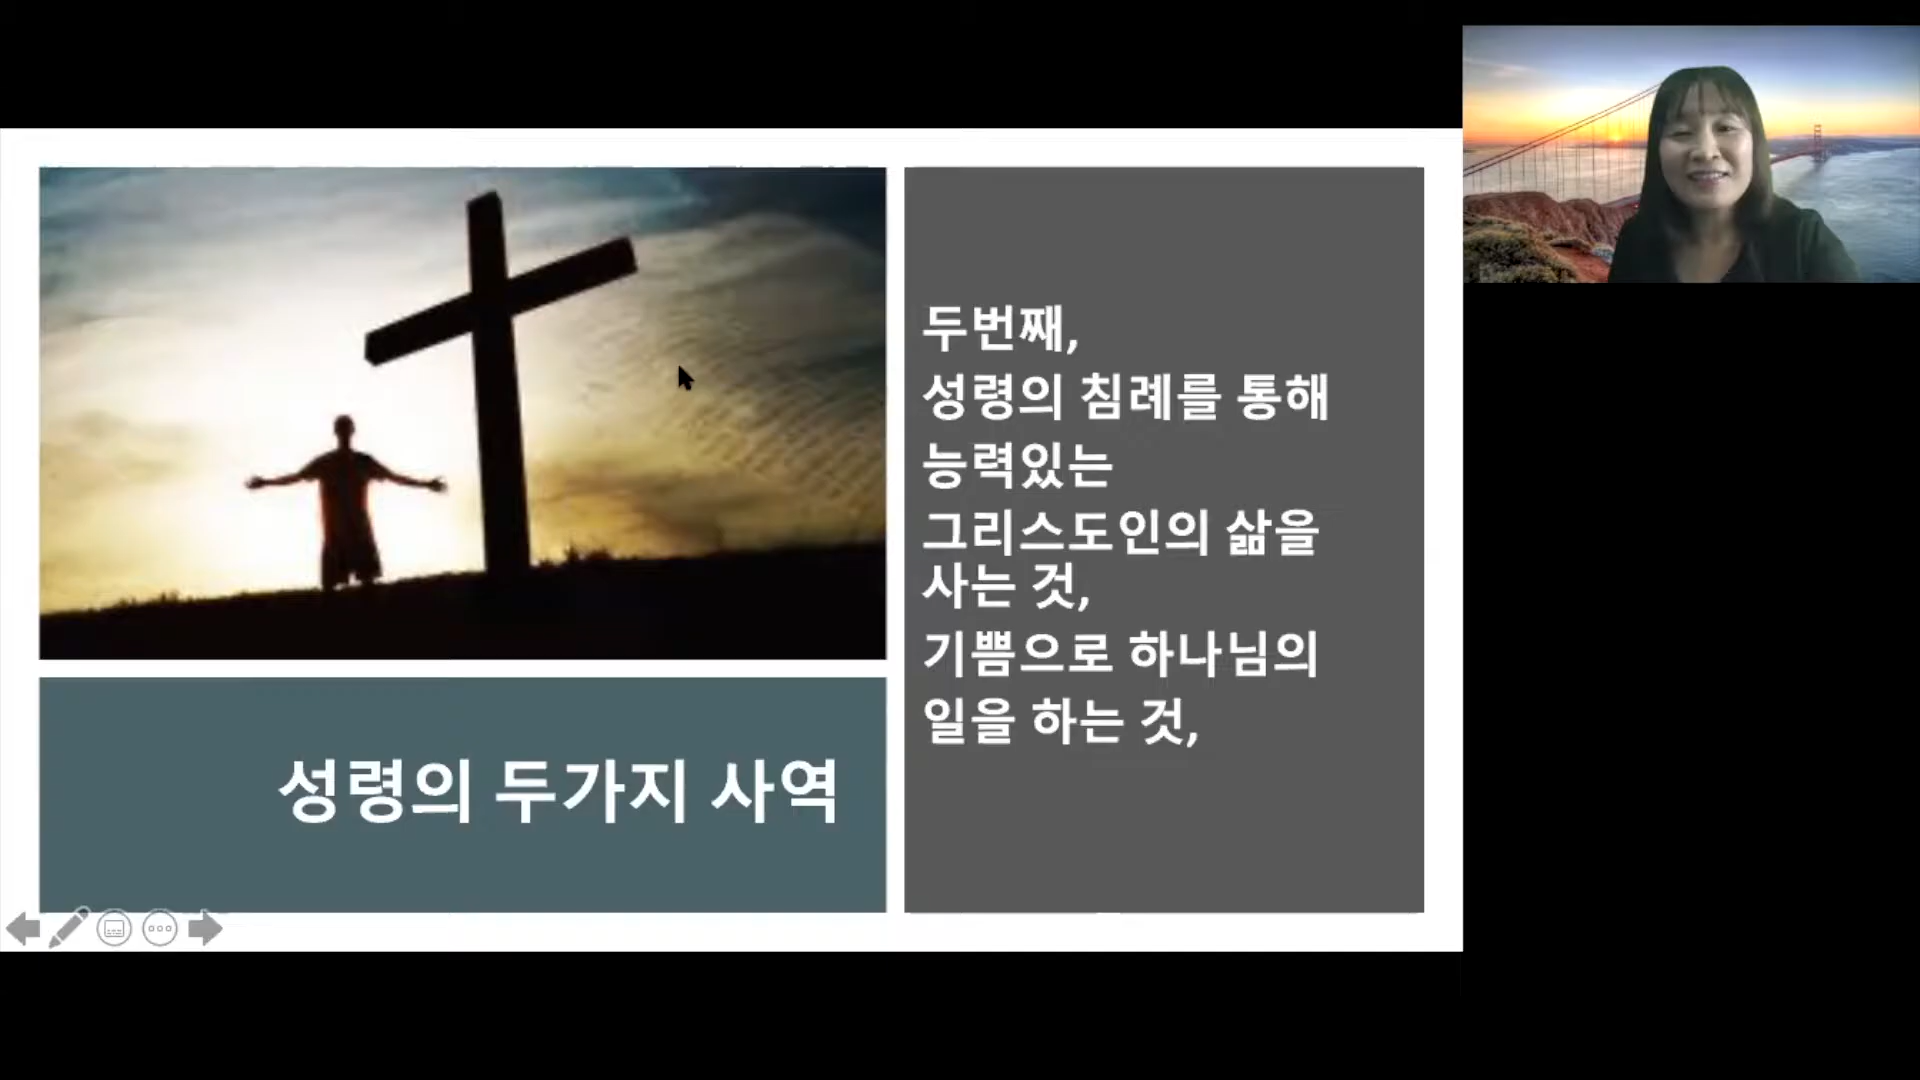 두번째,
성령의 침례를 통해
능력있는
그리스도인의 삶을
사는 것,
기쁨으로 하나님의
일을 하는 것,
성령의 두가지 사역